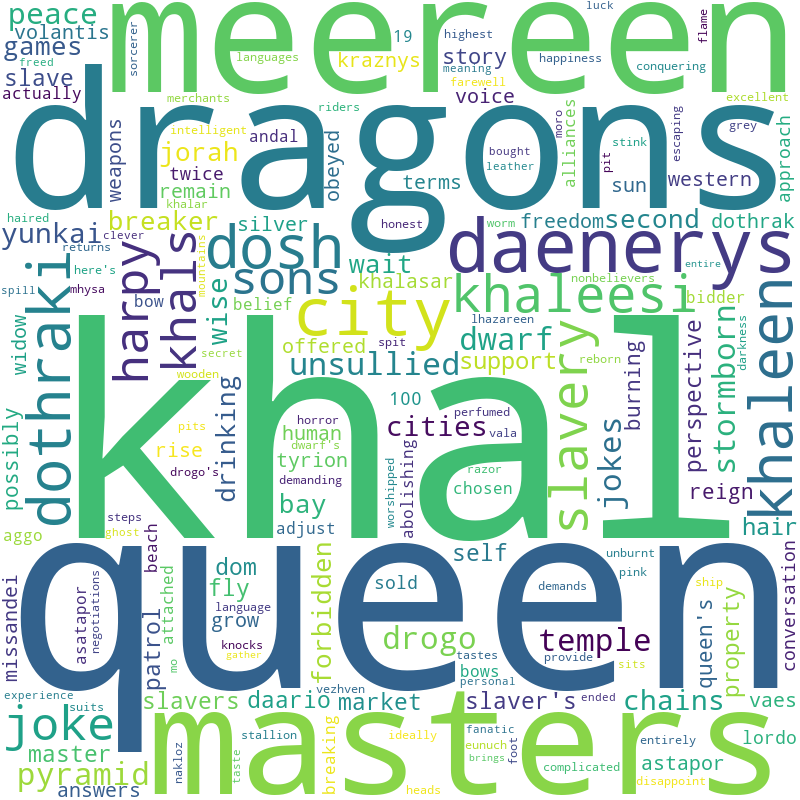 peace
meereen
luck
highest
flame
volantis
sorcerer
19
games
languages
story
happiness
conquering
freed
kraznys
meaning
slave
farewell
actually
merchants
voice
excellent
riders
moro
escaping
grey
dragons
weapons
intelligent
andal
obeyed
bought
stink
alliances
approach
jorah
twice
leather
pit
sun
western
khalar
remain
terms
haired
breaker
silver
honest
worm
freedom
second
dothrak
yunkai
clever
dosh
daenerys
returns
harpy
khals
mountains
wait
entire
here's
sons
khalasar
khaleesi
nonbelievers
bidder
spill
mhysa
bow
belief
city
lhazareen
dothraki
wise
offered
spit
dwarf
khaleen
widow
secret
unsullied
support
reborn
slavery
burning
perspective
stormborn
darkness
wooden
khal
drinking
100
possibly
pits
horror
perfumed
human
cities
vala
jokes
rise
dwarf's
tyrion
drogo's
demanding
worshipped
razor
abolishing
chosen
reign
steps
bay
adjust
hair
aggo
ghost
beach
queen
self
unburnt
dom
missandei
asatapor
negotiations
patrol
attached
fly
forbidden
sold
demands
pink
queen's
property
conversation
language
grow
drogo
temple
ship
mo
knocks
tastes
provide
gather
bows
personal
sits
experience
slavers
vezhven
daario
market
slaver's
ended
chains
vaes
suits
joke
masters
stallion
breaking
ideally
fanatic
entirely
lordo
master
nakloz
eunuch
foot
astapor
pyramid
taste
brings
complicated
disappoint
answers
heads